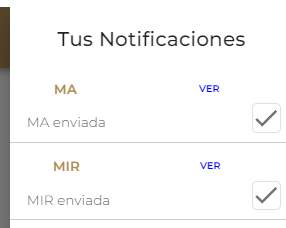 Tus Notificaciones
MA VER
MA enviada
MIR VER
MIR enviada